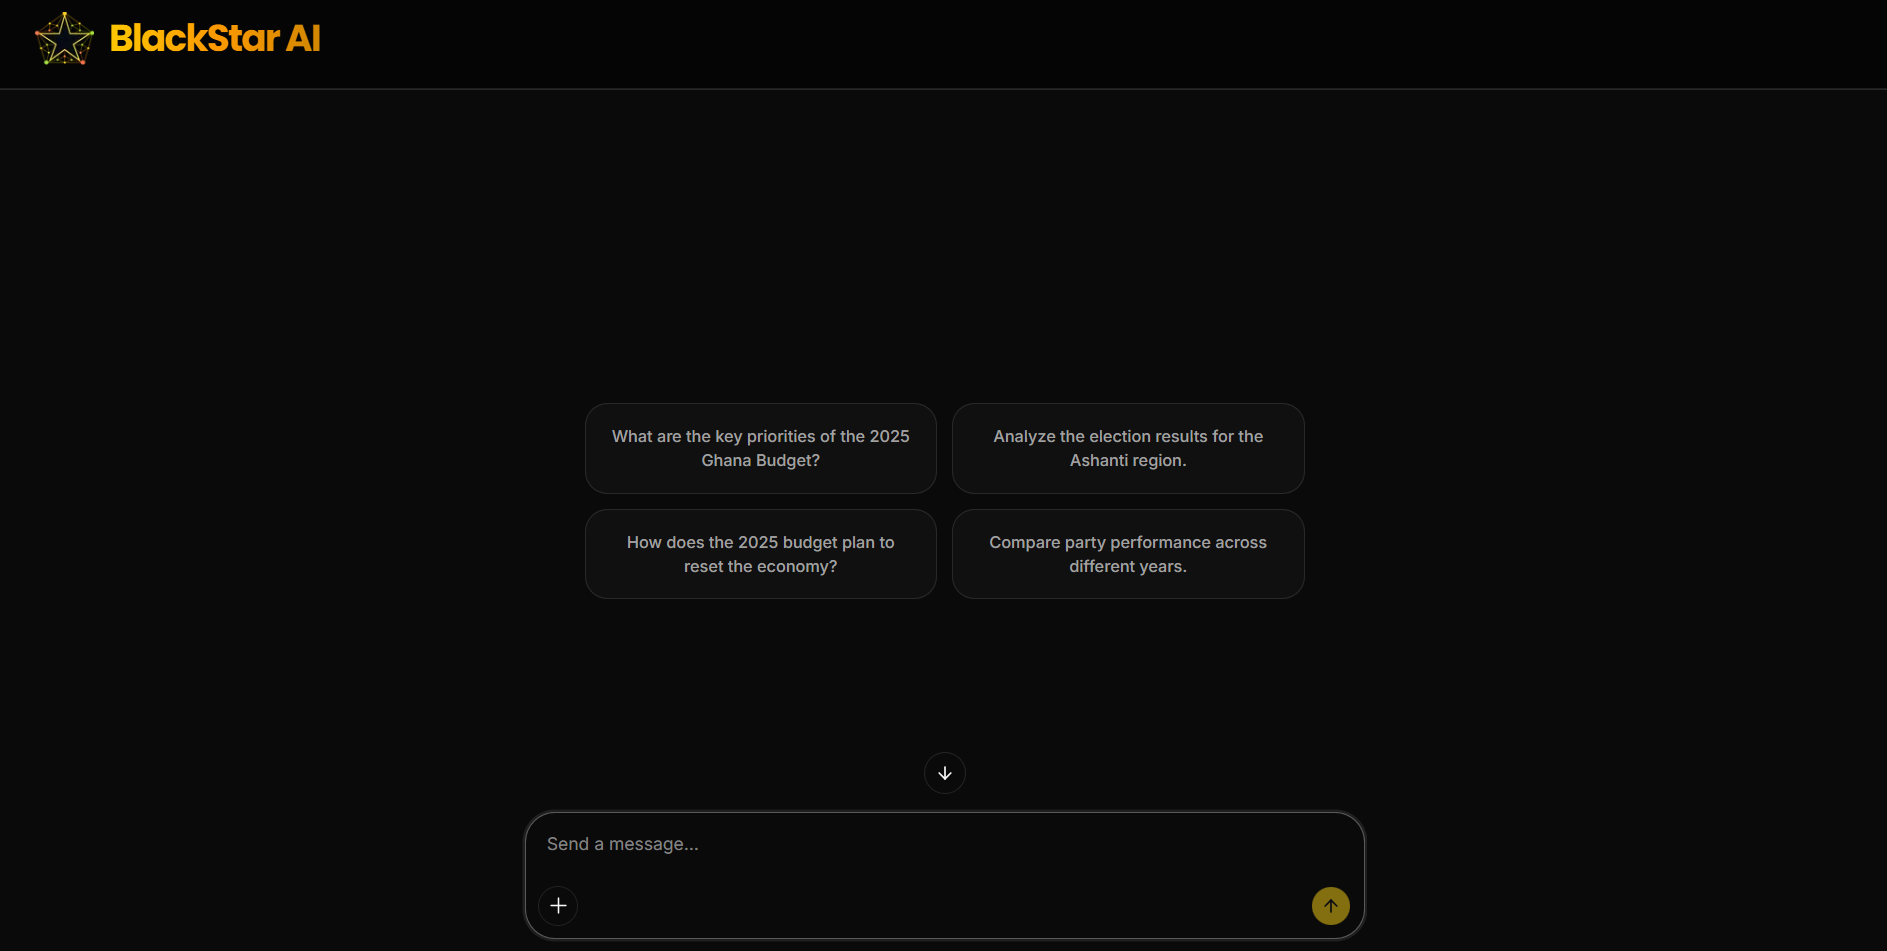 BlackStar AI
What are the key priorities of the 2025
Ghana Budget?
Analyze the election results for the
Ashanti region.
How does the 2025 budget plan to
reset the economy?
Compare party performance across
different years.
Send a message...